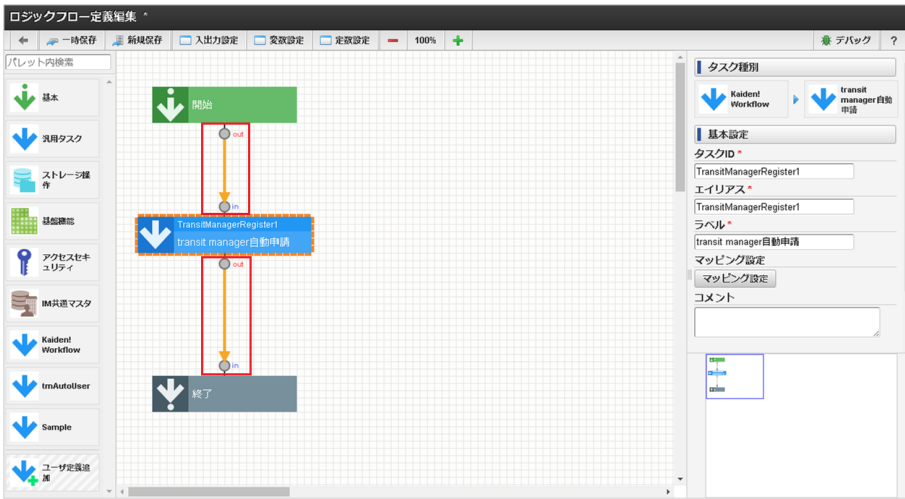 ロジックフロー定義編集 *
一時保存 新規保存 入出力設定 変数設定 定数設定 100% デバッグ ?
パレット内検索
基本
汎用タスク
ストレージ操
作
基盤機能
アクセスセキ
ュリティ
IM共通マスタ
Kaiden!
Workflow
tmAutoUser
Sample
ユーザ定義追
加
開始
out
in
TransitManagerRegister1
transit manager自動申請
out
in
終了
タスク種別
Kaiden!
Workflow
transit
manager自動
申請
基本設定
タスクID *
TransitManagerRegister1
エイリアス *
TransitManagerRegister1
ラベル *
transit manager自動申請
マッピング設定
マッピング設定
コメント